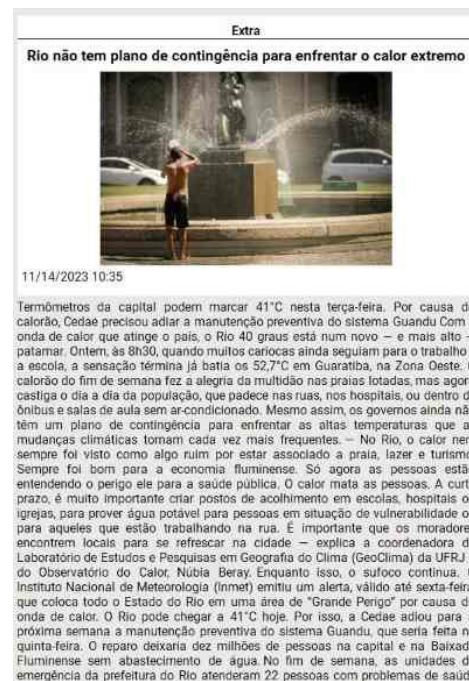 Extra
Rio não tem plano de contingência para enfrentar o calor extremo
11/14/2023 10:35
Termômetros da capital podem marcar 41°C nesta terça-feira. Por causa d
calorão, Cedae precisou adiar a manutenção preventiva do sistema Guandu Com
onda de calor que atinge o país, o Rio 40 graus está num novo — e mais alto -
patamar. Ontem, às 8h30, quando muitos cariocas ainda seguiam para o trabalho
a escola, a sensação términa já batia os 52,7°C em Guaratiba, na Zona Oeste.
calorão do fim de semana fez a alegria da multidão nas praias lotadas, mas agor
castiga o dia a dia da população, que padece nas ruas, nos hospitais, ou dentro d
ônibus e salas de aula sem ar-condicionado. Mesmo assim, os governos ainda nã
têm um plano de contingência para enfrentar as altas temperaturas que a
mudanças climáticas tornam cada vez mais frequentes. — No Rio, o calor nem
sempre foi visto como algo ruim por estar associado a praia, lazer e turismo
Sempre foi bom para a economia fluminense. Só agora as pessoas estã
entendendo o perigo ele para a saúde pública. O calor mata as pessoas. A curt
prazo, é muito importante criar postos de acolhimento em escolas, hospitais o
igrejas, para prover água potável para pessoas em situação de vulnerabilidade o
para aqueles que estão trabalhando na rua. É importante que os moradore
encontrem locais para se refrescar na cidade — explica a coordenadora d
Laboratório de Estudos e Pesquisas em Geografia do Clima (GeoClima) da UFRJ
do Observatório do Calor, Núbia Beray. Enquanto isso, o sufoco continua.
Instituto Nacional de Meteorologia (Inmet) emitiu um alerta, válido até sexta-feira
que coloca todo o Estado do Rio em uma área de "Grande Perigo" por causa d
onda de calor. O Rio pode chegar a 41°C hoje. Por isso, a Cedae adiou para
próxima semana a manutenção preventiva do sistema Guandu, que seria feita n
quinta-feira. O reparo deixaria dez milhões de pessoas na capital e na Baixad
Fluminense sem abastecimento de água. No fim de semana, as unidades d
emergência da prefeitura do Rio atenderam 22 pessoas com problemas de saúd